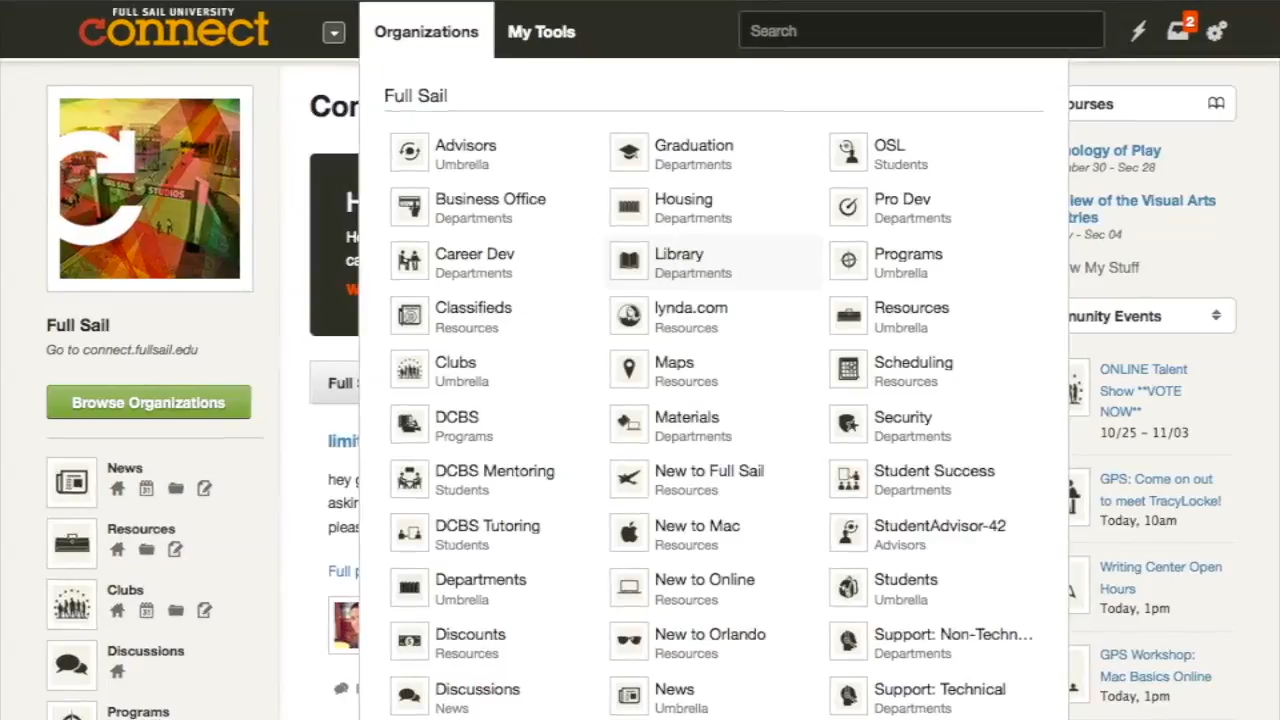 FULL SAIL UNIVERSITY
connect
Organizations
My Tools
Search
2
Full Sail
Go to connect.fullsail.edu
Browse Organizations
News
Resources
Clubs
Discussions
Programs
Full Sail
Advisors
Umbrella
Business Office
Departments
Career Dev
Departments
Classifieds
Resources
Clubs
Umbrella
DCBS
Programs
DCBS Mentoring
Students
DCBS Tutoring
Students
Departments
Umbrella
Discounts
Resources
Discussions
News
Graduation
Departments
Housing
Departments
Library
Departments
lynda.com
Resources
Maps
Resources
Materials
Departments
New to Full Sail
Resources
New to Mac
Resources
New to Online
Resources
New to Orlando
Resources
News
Umbrella
OSL
Students
Pro Dev
Departments
Programs
Umbrella
Resources
Umbrella
Scheduling
Resources
Security
Departments
Student Success
Departments
StudentAdvisor-42
Advisors
Students
Umbrella
Support: Non-Techn...
Departments
Support: Technical
Departments
Con
Full
limit
hey g
askin
pleas
Full p
ourses
ology of Play
ber 30 - Sec 28
iew of the Visual Arts
tries
- Sec 04
w My Stuff
munity Events
ONLINE Talent
Show **VOTE
NOW**
10/25 - 11/03
GPS: Come on out
to meet TracyLocke!
Today, 10am
Writing Center Open
Hours
Today, 1pm
GPS Workshop:
Mac Basics Online
Today, 1pm